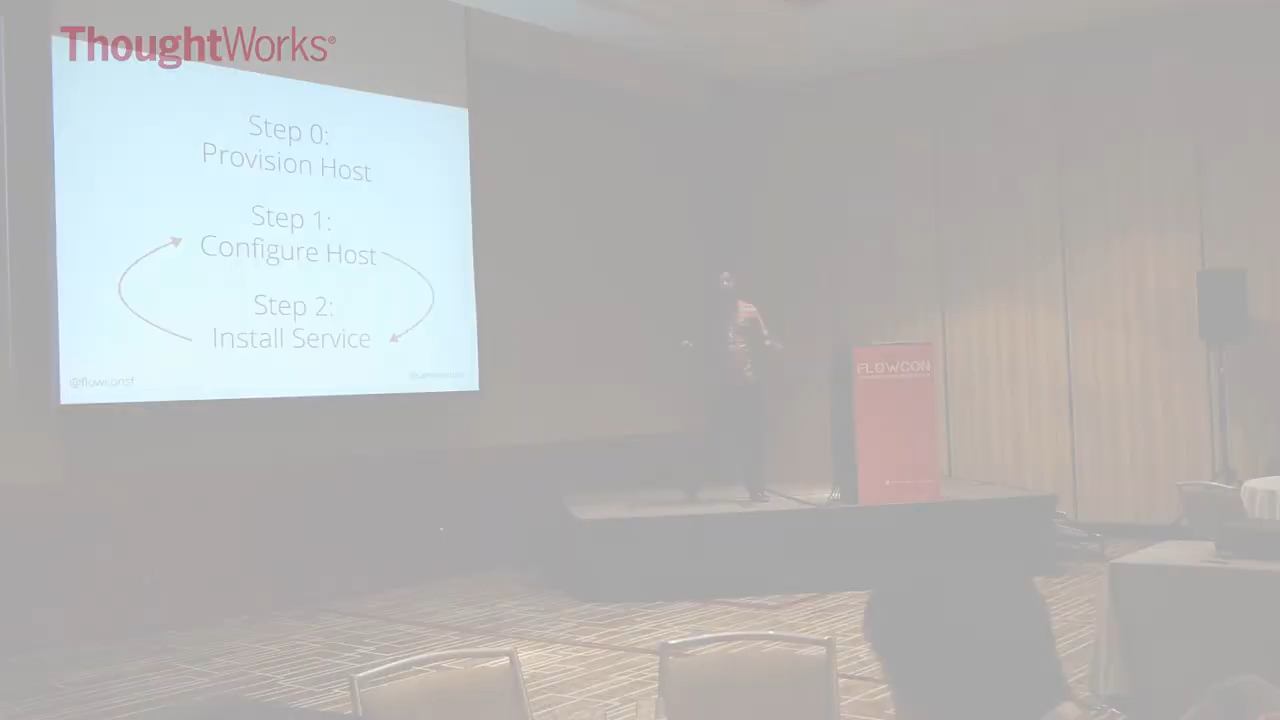 ThoughtWorks®
Step 0:
Provision Host
Step 1:
Configure Host
Step 2:
Install Service
@flowconsf
FLOWCON